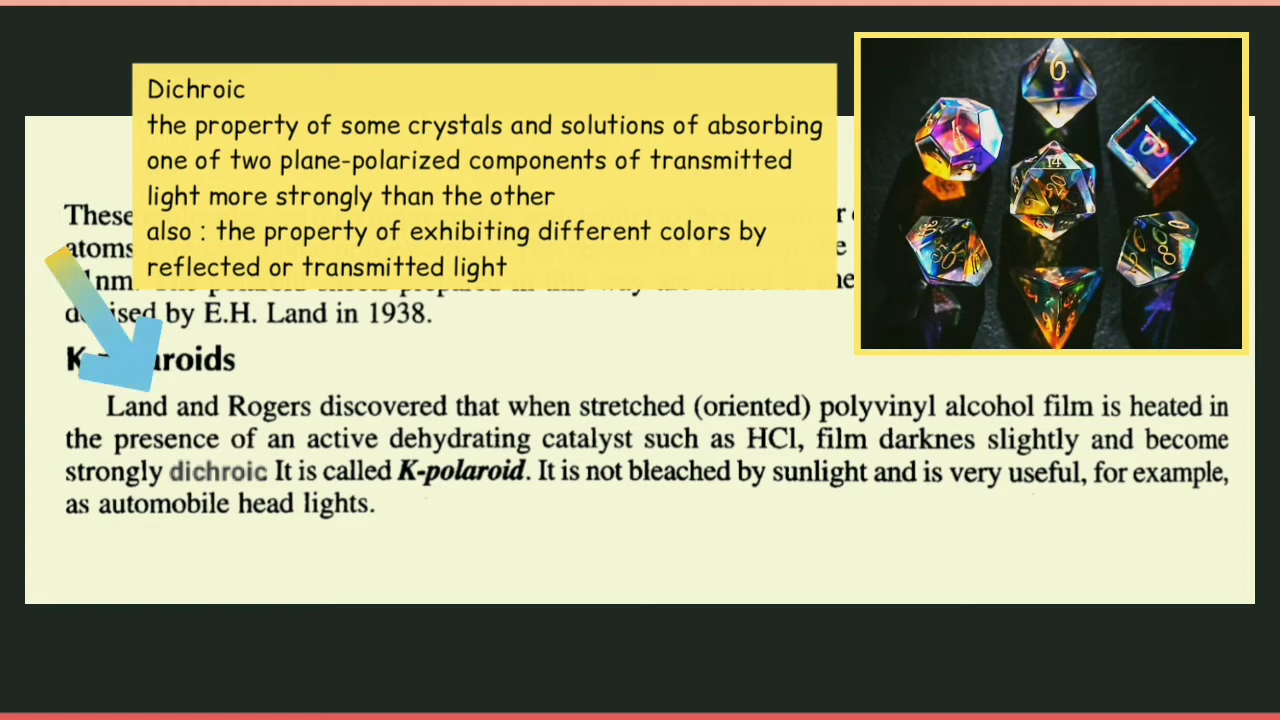 Dichroic
the property of some crystals and solutions of absorbing
one of two plane-polarized components of transmitted
light more strongly than the other
also : the property of exhibiting different colors by
reflected or transmitted light
6
14
These
atoms
nm.
by E.H. Land in 1938.
Land and Rogers discovered that when stretched (oriented) polyvinyl alcohol film is heated in
the presence of an active dehydrating catalyst such as HCl, film darknes slightly and become
strongly dichroic It is called K-polaroid. It is not bleached by sunlight and is very useful, for example,
as automobile head lights.